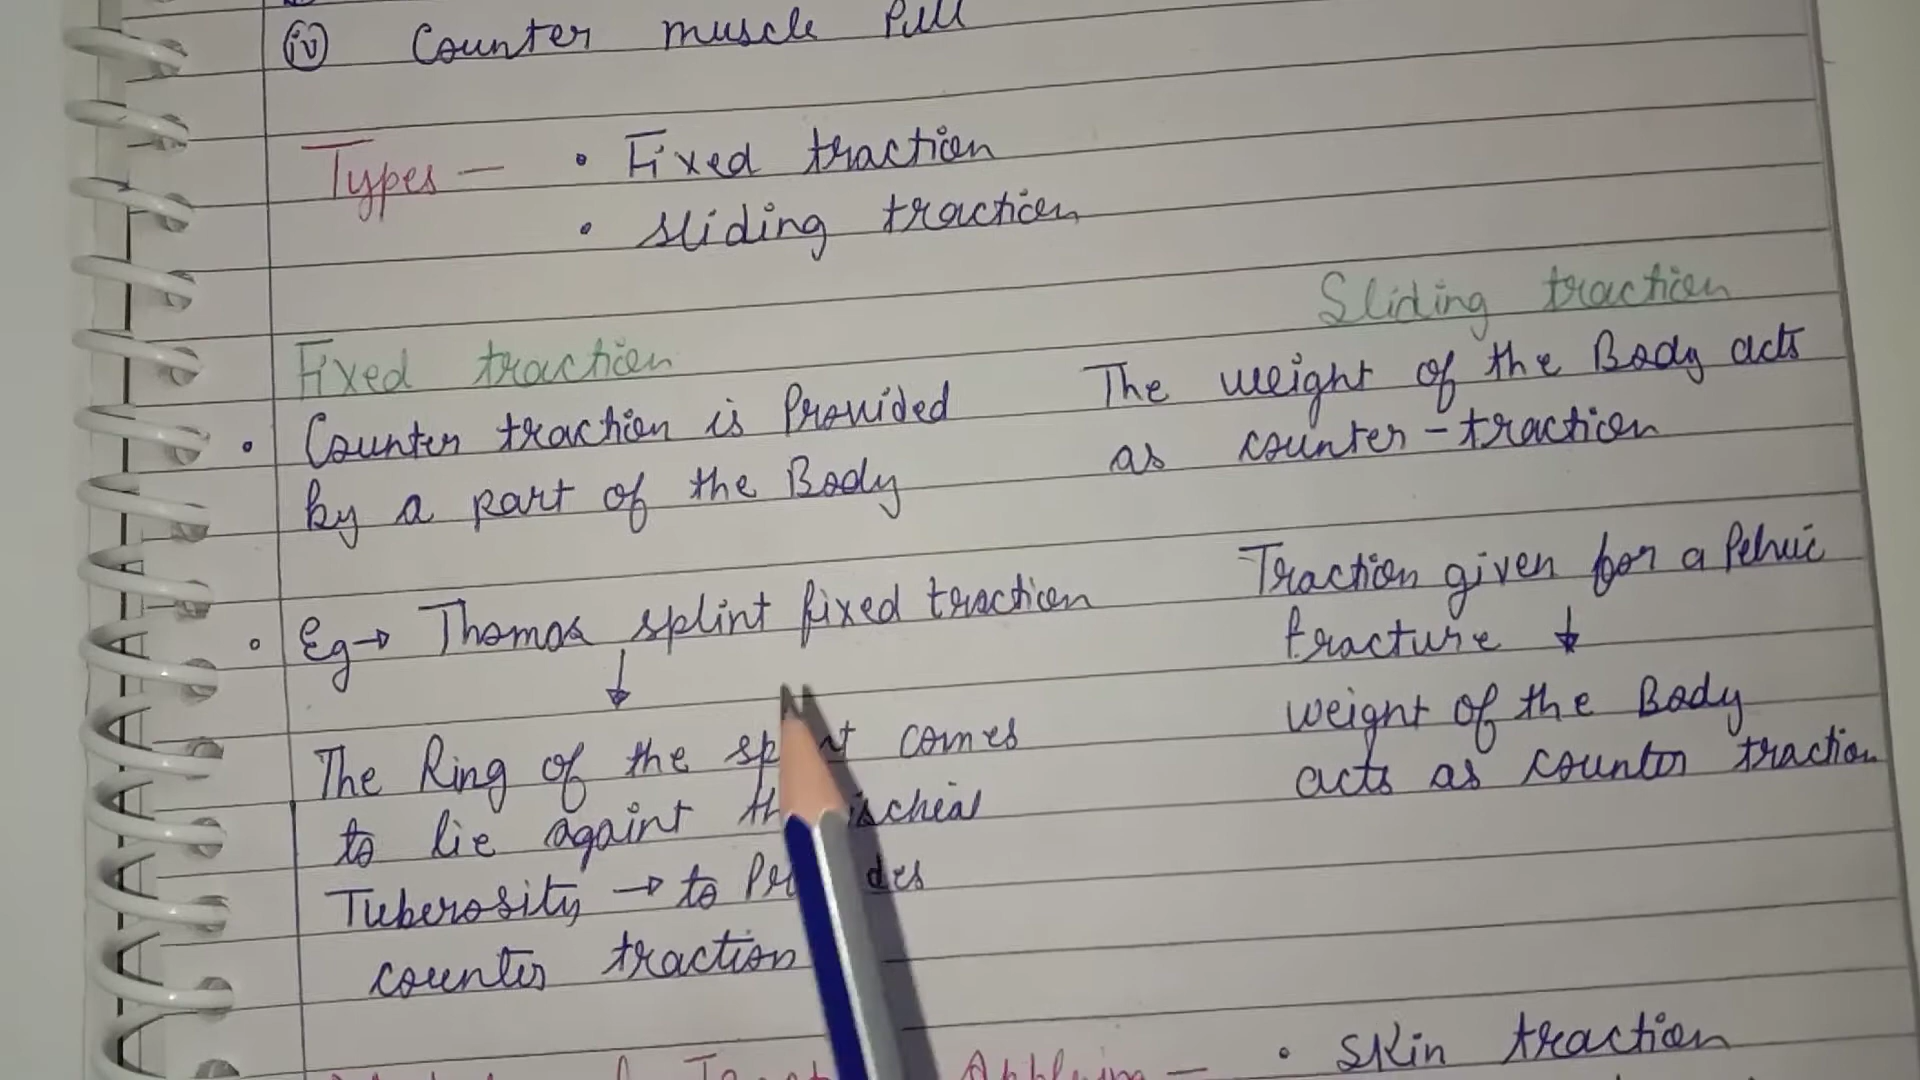 (iv) Counter muscle Pull
Types — • Fixed traction
• sliding traction
Fixed traction
• Counter traction is Provided
by a part of the Body
• Eg → Thomas splint fixed traction
↓
The Ring of the comes
to lie againt ischial
Tuberosity → to
counter traction
Sliding traction
The weight of the Body acts
as counter-traction
Traction given for a Pelvic
fracture ↓
weight of the Body
acts as counter traction
Applying —
• Skin traction